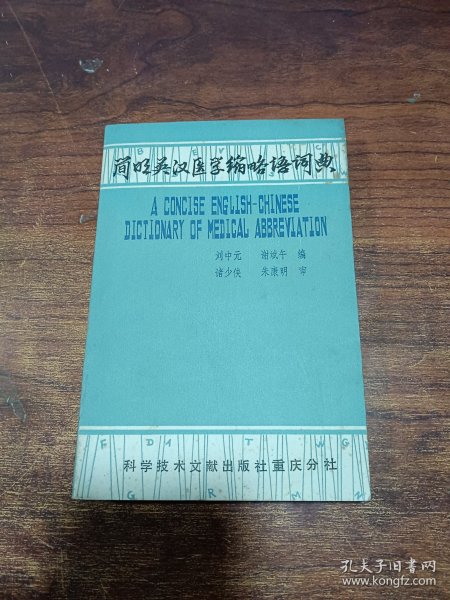 B
简明英汉医学缩略语词典
A CONCISE ENGLISH-CHINESE
DICTIONARY OF MEDICAL ABBREVIATION
刘中元 谢斌午 编
诸少侠 朱康明 审
F D A T W G
科学技术文献出版社重庆分社
G R M N
孔夫子旧书网
www.kongfz.com